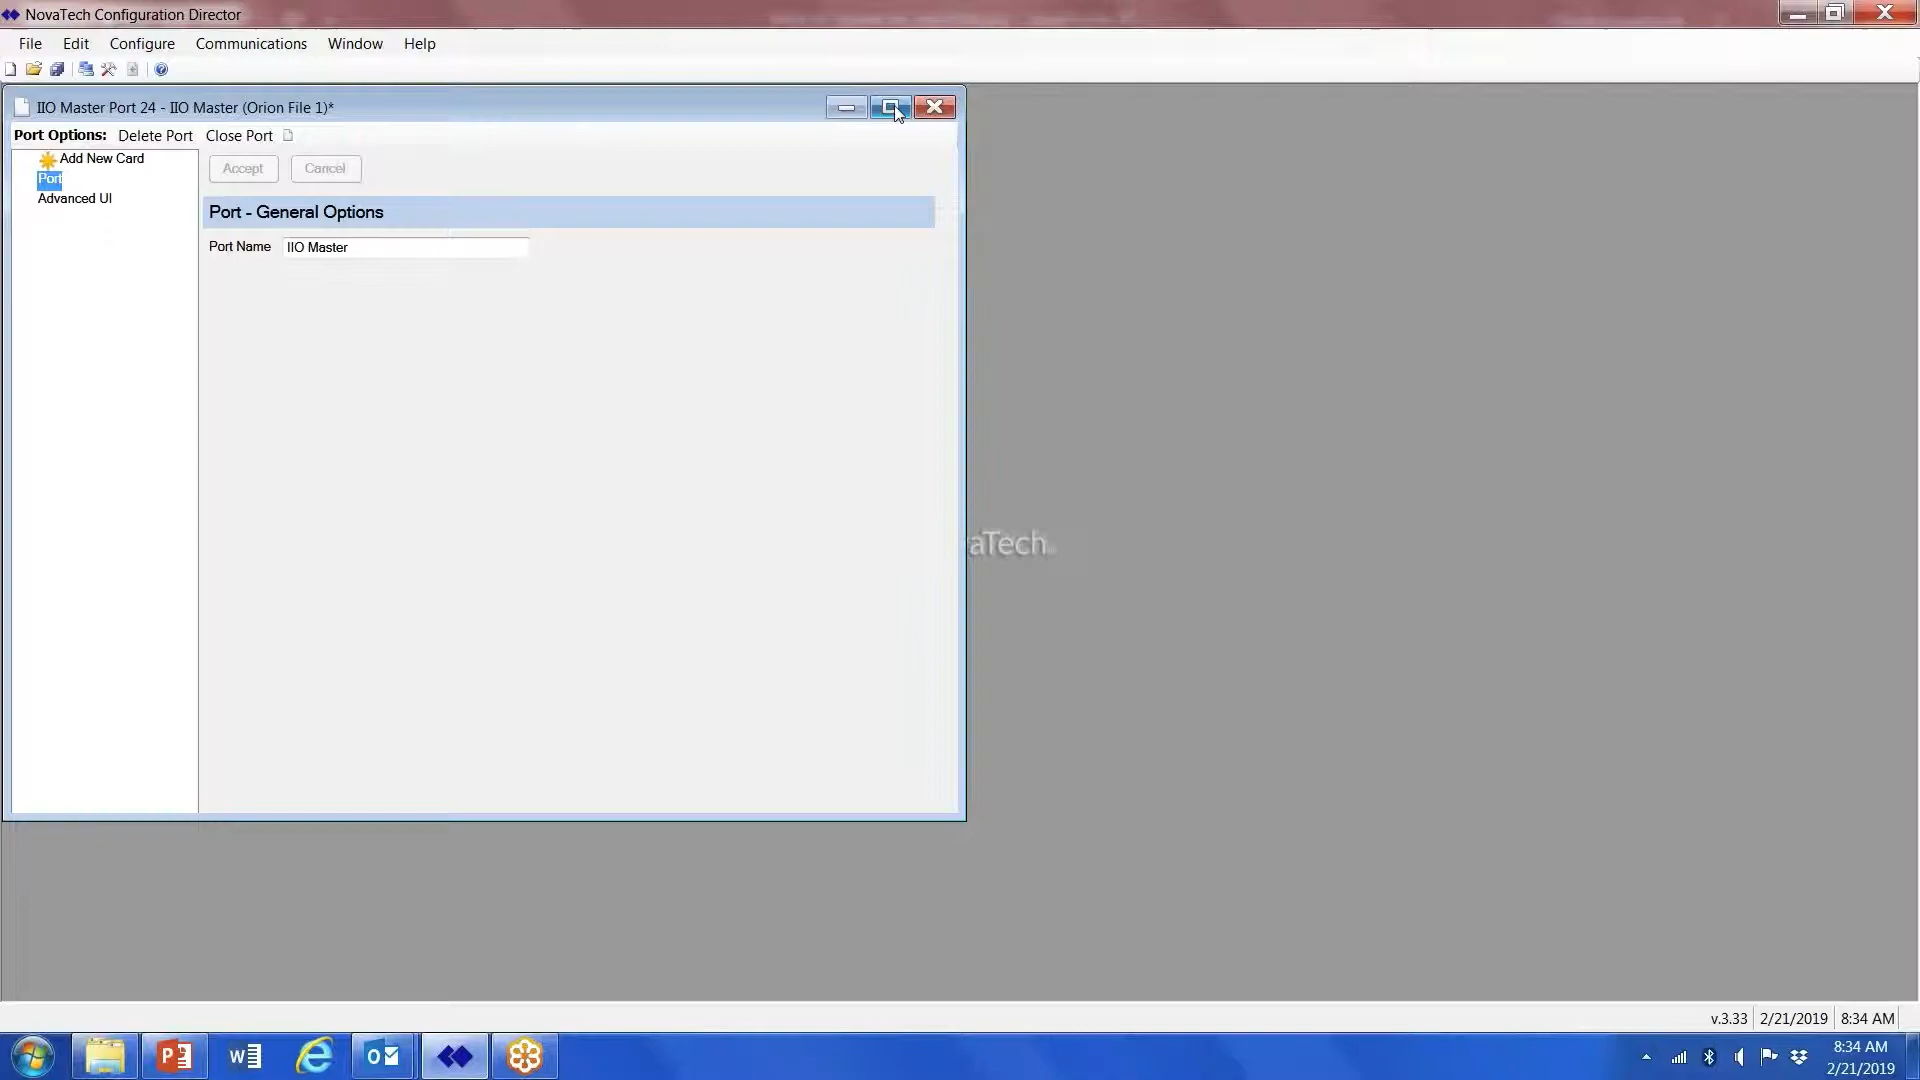 NovaTech Configuration Director
File Edit Configure Communications Window Help
IIO Master Port 24 - IIO Master (Orion File 1)*
Port Options: Delete Port Close Port
Add New Card
Accept Cancel
Port
Advanced UI
Port - General Options
Port Name IIO Master
aTech
v.3.33 2/21/2019 8:34 AM
8:34 AM
2/21/2019